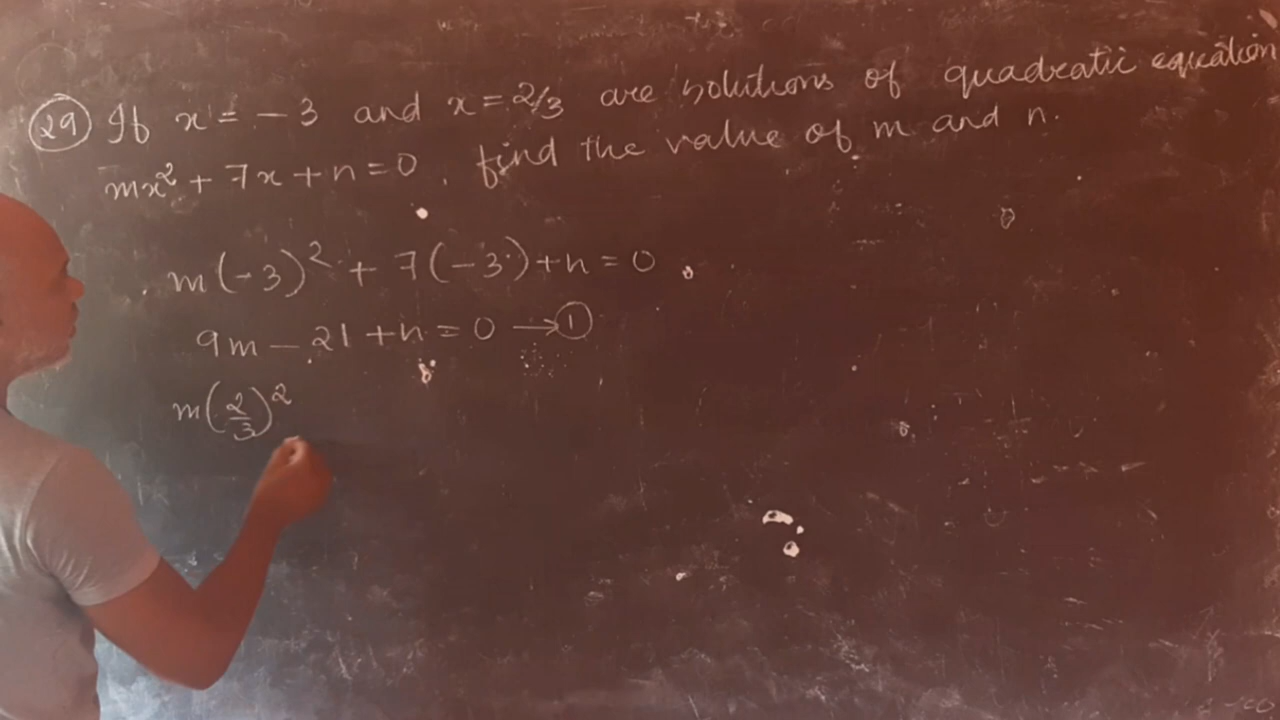 (29) If x = -3 and x = 2/3 are solutions of quadratic equation
mx² + 7x + n = 0, find the value of m and n.
m(-3)² + 7(-3) + n = 0
9m - 21 + n = 0 → ①
m(2/3)²